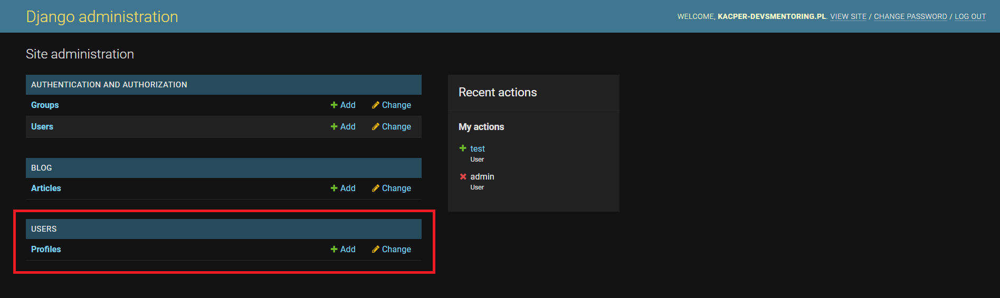 Django administration
WELCOME, KACPER-DEVSMENTORING.PL. VIEW SITE / CHANGE PASSWORD / LOG OUT
Site administration
AUTHENTICATION AND AUTHORIZATION
Groups Add Change
Users Add Change
BLOG
Articles Add Change
USERS
Profiles Add Change
Recent actions
My actions
test
User
admin
User